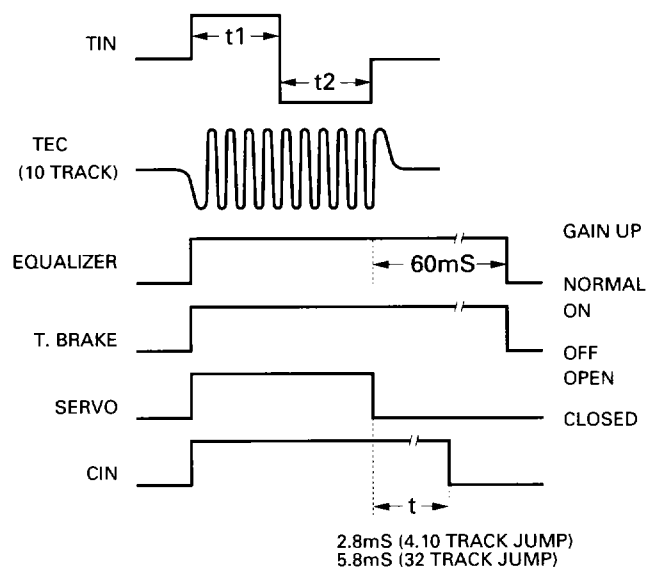 TIN
t1
t2
TEC
(10 TRACK)
EQUALIZER
60mS
GAIN UP
NORMAL
T. BRAKE
ON
OFF
SERVO
OPEN
CLOSED
CIN
t
2.8mS (4.10 TRACK JUMP)
5.8mS (32 TRACK JUMP)